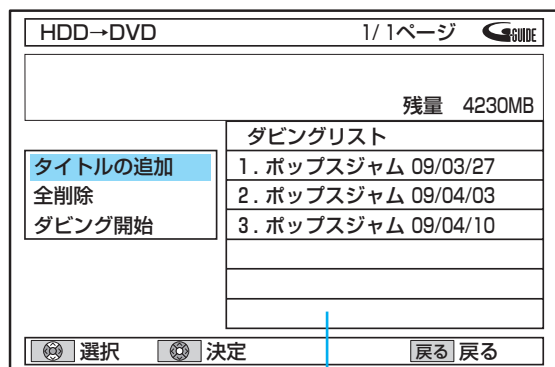 HDD→DVD 1/1ページ GGUIDE
残量 4230MB
ダビングリスト
タイトルの追加
全削除
ダビング開始
1. ポップスジャム 09/03/27
2. ポップスジャム 09/04/03
3. ポップスジャム 09/04/10
選択 決定 戻る 戻る